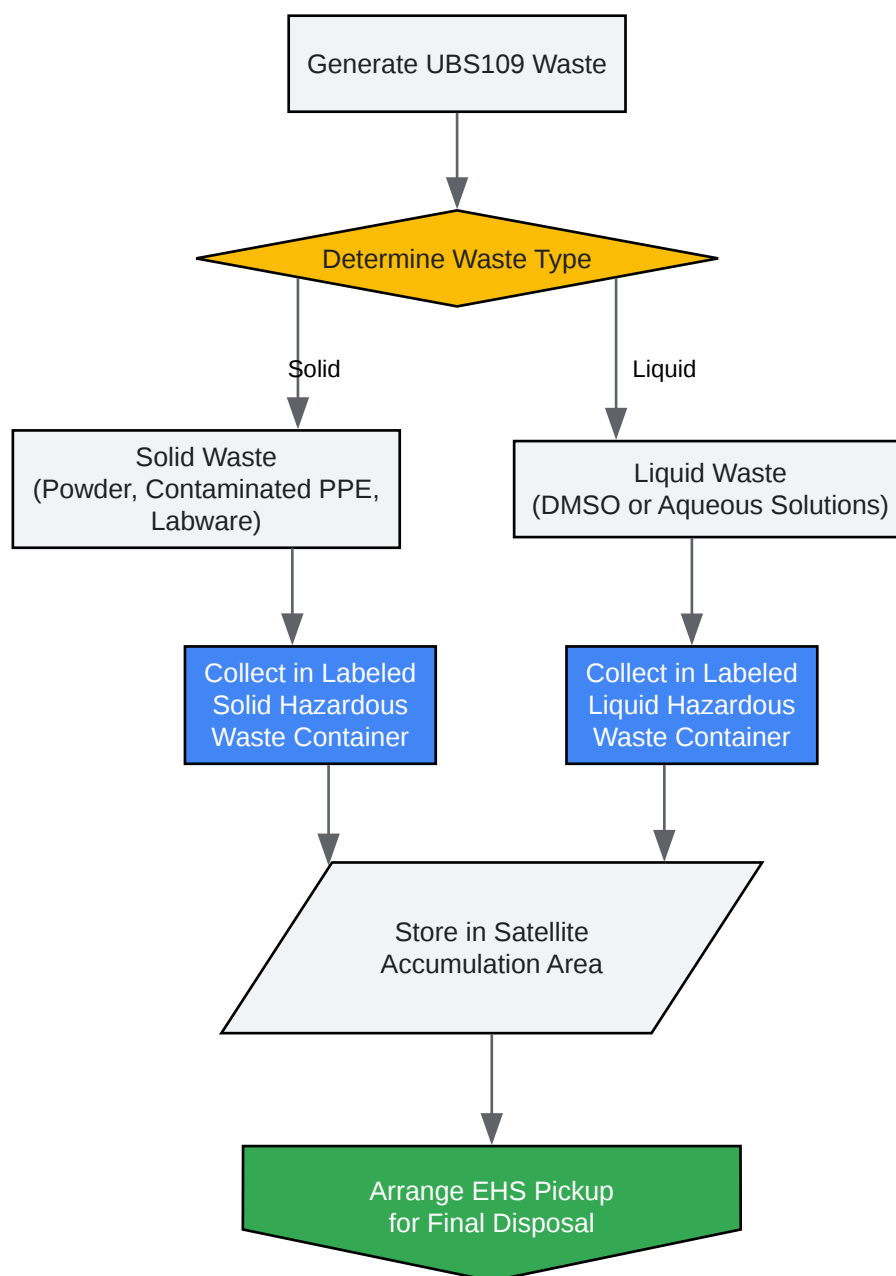 Generate UBS109 Waste
Determine Waste Type
Solid
Liquid
Solid Waste
(Powder, Contaminated PPE,
Labware)
Liquid Waste
(DMSO or Aqueous Solutions)
Collect in Labeled
Solid Hazardous
Waste Container
Collect in Labeled
Liquid Hazardous
Waste Container
Store in Satellite
Accumulation Area
Arrange EHS Pickup
for Final Disposal